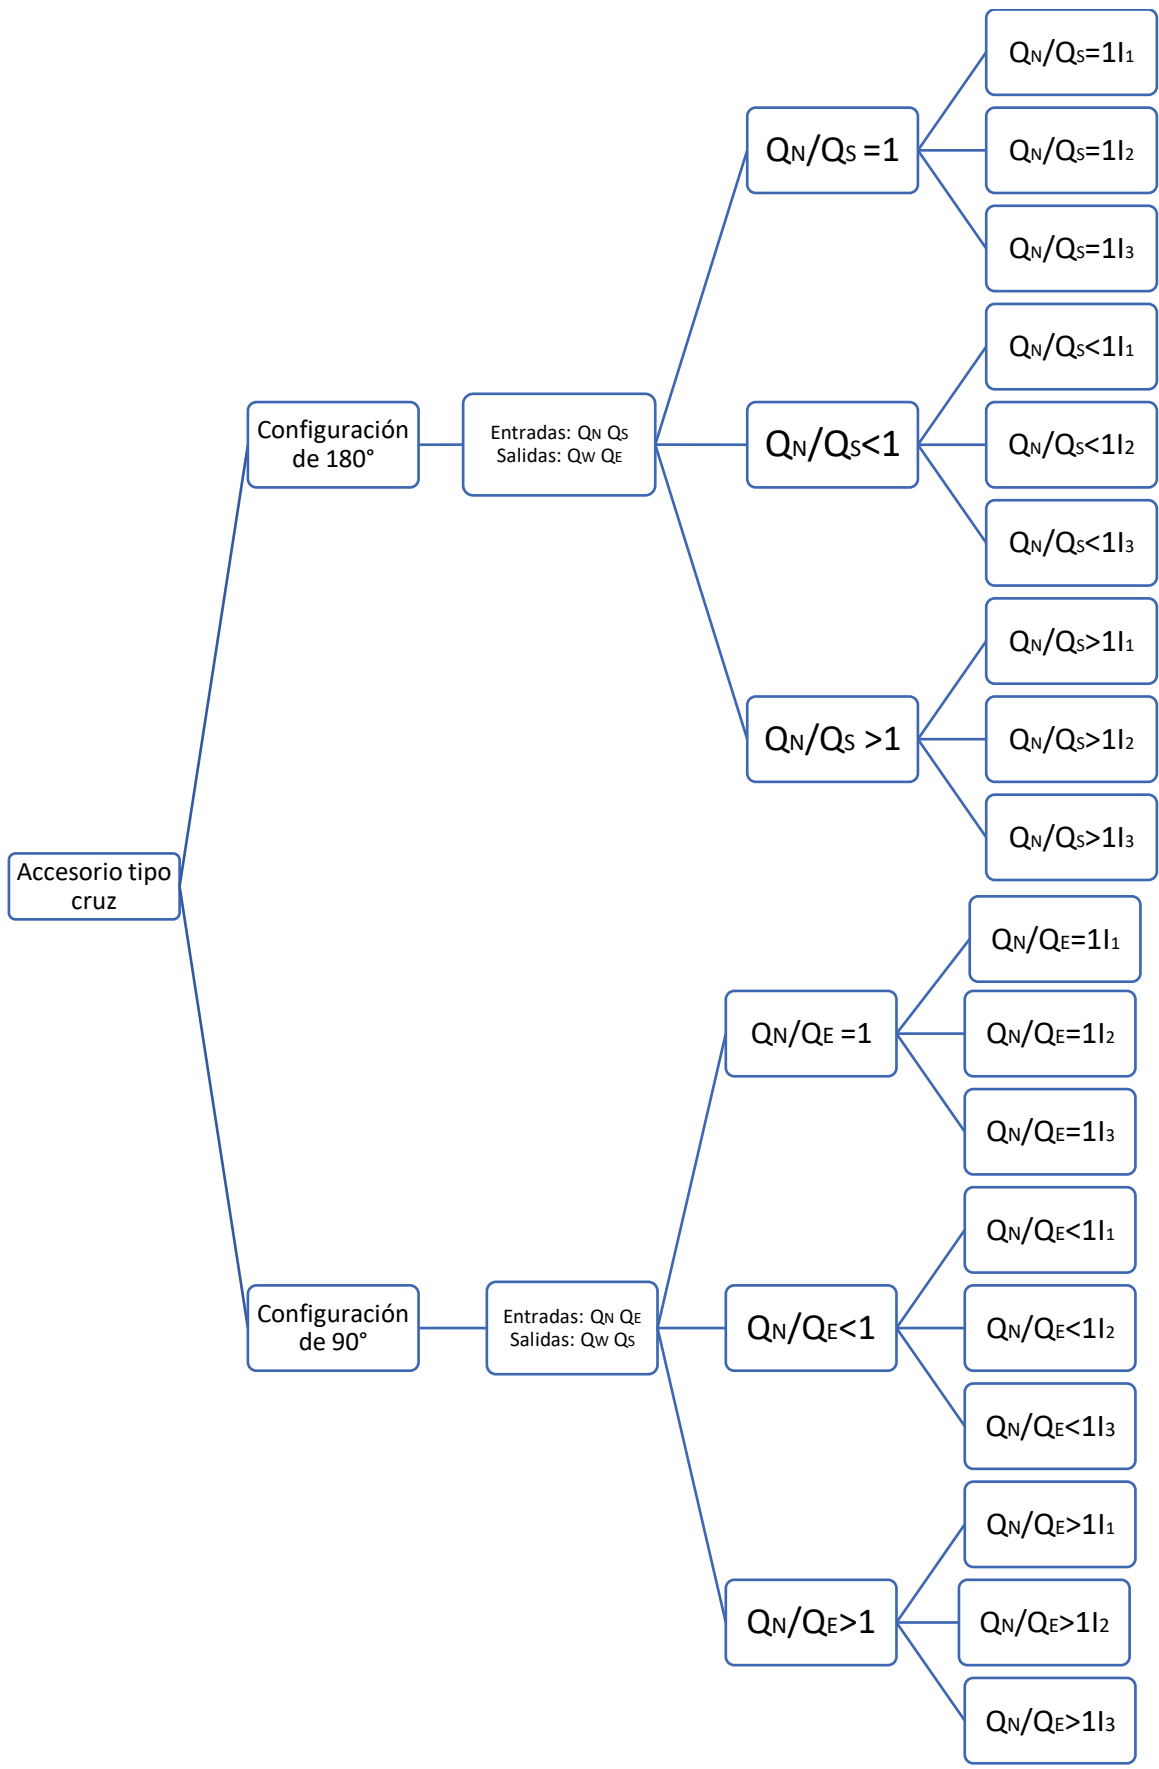 Accesorio tipo
cruz
Configuración
de 180°
Entradas: QN QS
Salidas: QW QE
QN/QS =1
QN/QS=1I1
QN/QS=1I2
QN/QS=1I3
QN/QS<1
QN/QS<1I1
QN/QS<1I2
QN/QS<1I3
QN/QS >1
QN/QS>1I1
QN/QS>1I2
QN/QS>1I3
Configuración
de 90°
Entradas: QN QE
Salidas: QW QS
QN/QE =1
QN/QE=1I1
QN/QE=1I2
QN/QE=1I3
QN/QE<1
QN/QE<1I1
QN/QE<1I2
QN/QE<1I3
QN/QE>1
QN/QE>1I1
QN/QE>1I2
QN/QE>1I3